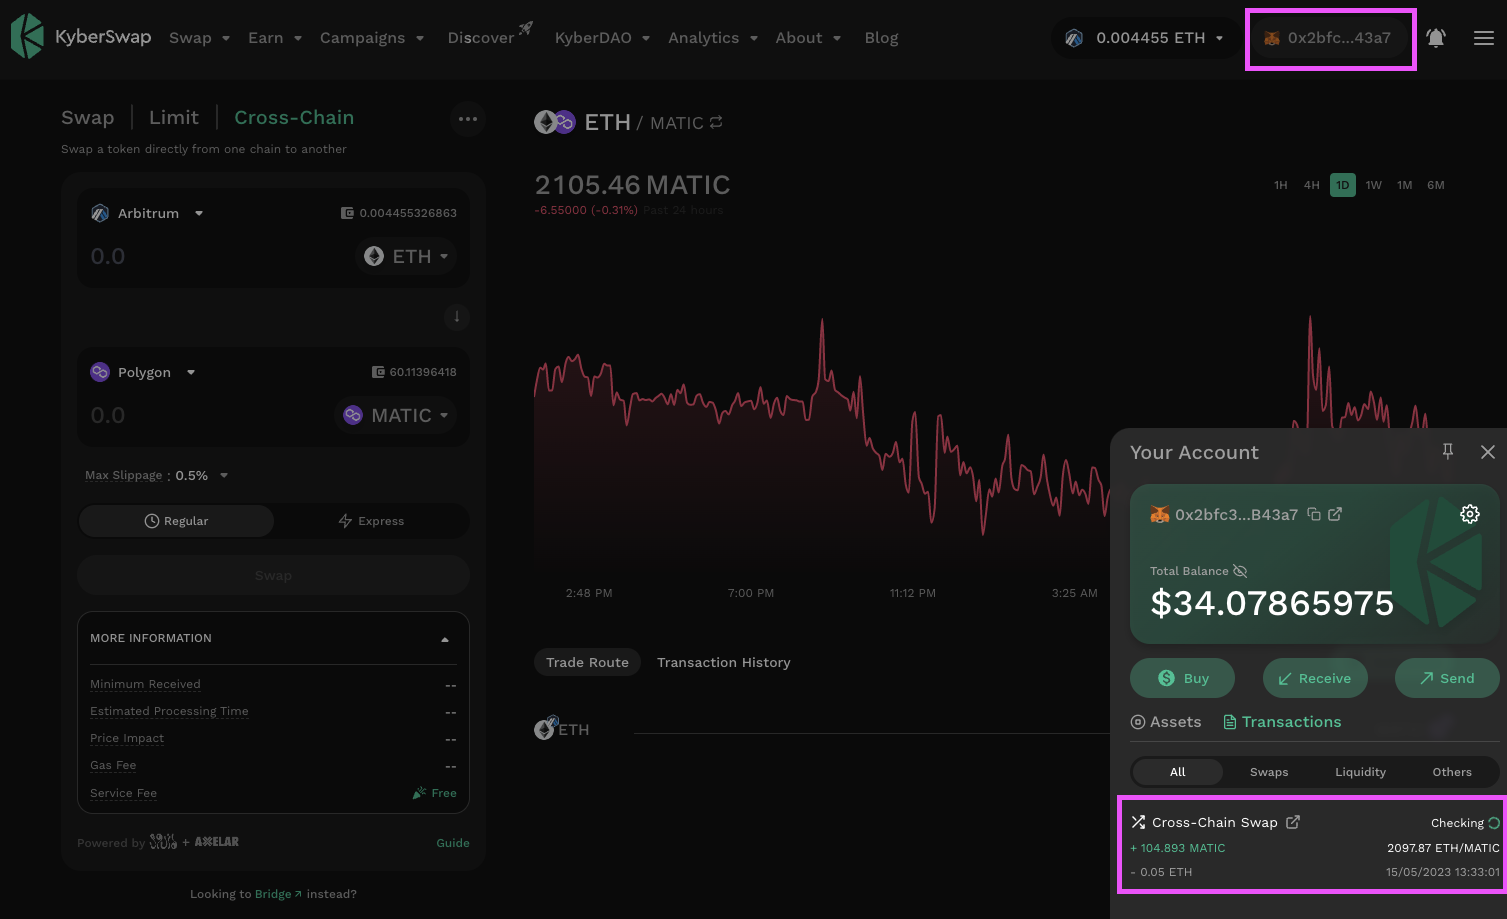 KyberSwap Swap Earn Campaigns Discover KyberDAO Analytics About Blog 0.004455 ETH 0x2bfc...43a7
Swap Limit Cross-Chain
Swap a token directly from one chain to another
Arbitrum 0.004455326863
0.0 ETH
Polygon 60.11396418
0.0 MATIC
Max Slippage : 0.5%
Regular Express
Swap
MORE INFORMATION
Minimum Received --
Estimated Processing Time --
Price Impact --
Gas Fee --
Service Fee Free
Powered by + AXELAR Guide
Looking to Bridge instead?
ETH / MATIC
2105.46 MATIC
-6.55000 (-0.31%) Past 24 hours
1H 4H 1D 1W 1M 6M
2:48 PM 7:00 PM 11:12 PM 3:25 AM
Trade Route Transaction History
ETH
Your Account
0x2bfc3...B43a7
Total Balance
$34.07865975
Buy Receive Send
Assets Transactions
All Swaps Liquidity Others
Cross-Chain Swap Checking
+ 104.893 MATIC 2097.87 ETH/MATIC
- 0.05 ETH 15/05/2023 13:33:01